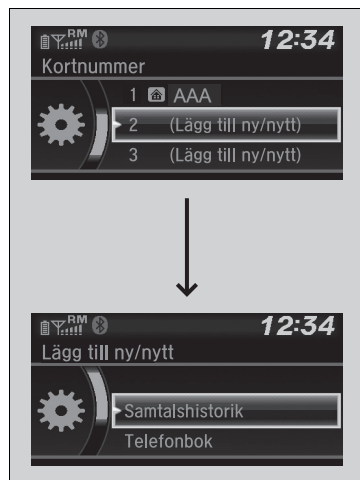 RM 12:34
Kortnummer
1 AAA
2 (Lägg till ny/nytt)
3 (Lägg till ny/nytt)
RM 12:34
Lägg till ny/nytt
Samtalshistorik
Telefonbok